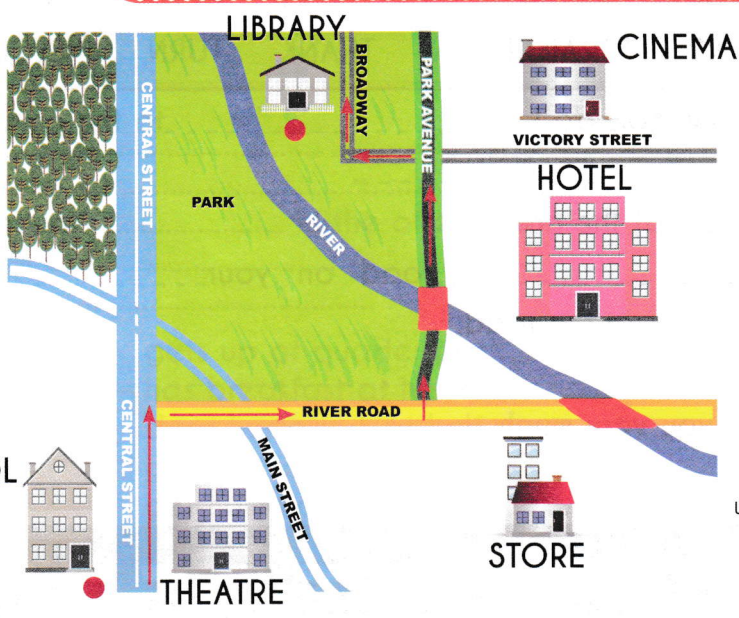 LIBRARY
CINEMA
BROADWAY
PARK AVENUE
CENTRAL STREET
VICTORY STREET
HOTEL
PARK
RIVER
RIVER ROAD
CENTRAL STREET
MAIN STREET
THEATRE
STORE